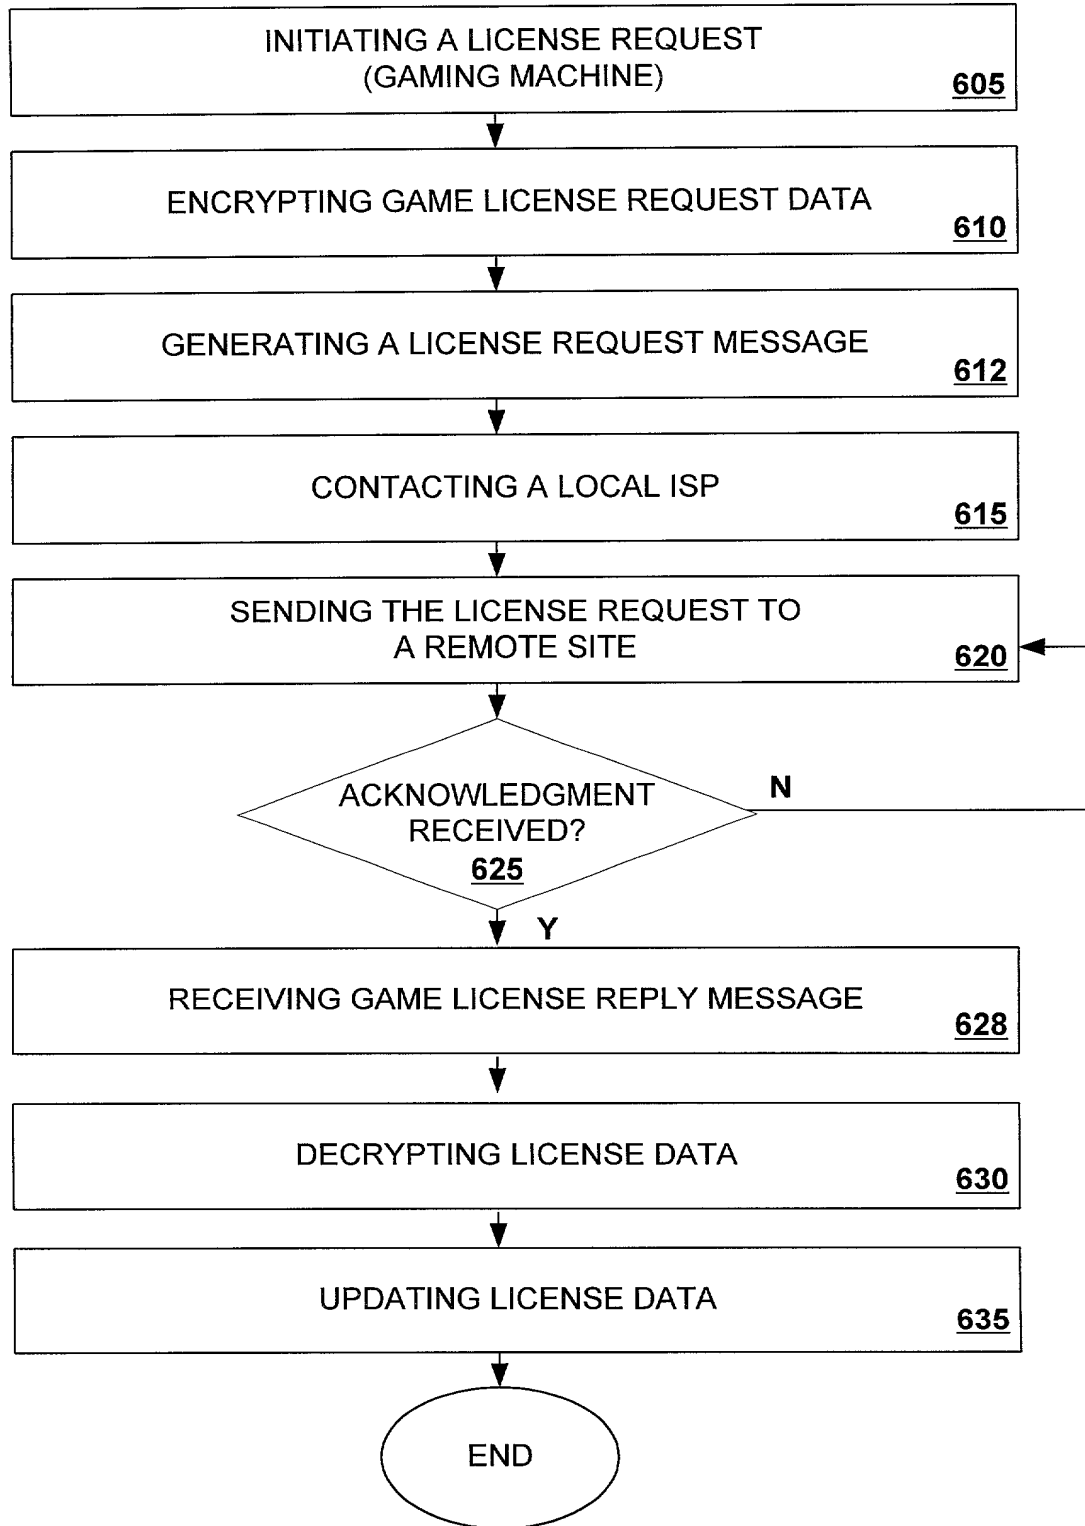 INITIATING A LICENSE REQUEST
(GAMING MACHINE)
605
ENCRYPTING GAME LICENSE REQUEST DATA
610
GENERATING A LICENSE REQUEST MESSAGE
612
CONTACTING A LOCAL ISP
615
SENDING THE LICENSE REQUEST TO
A REMOTE SITE
620
ACKNOWLEDGMENT
RECEIVED?
625
N
Y
RECEIVING GAME LICENSE REPLY MESSAGE
628
DECRYPTING LICENSE DATA
630
UPDATING LICENSE DATA
635
END